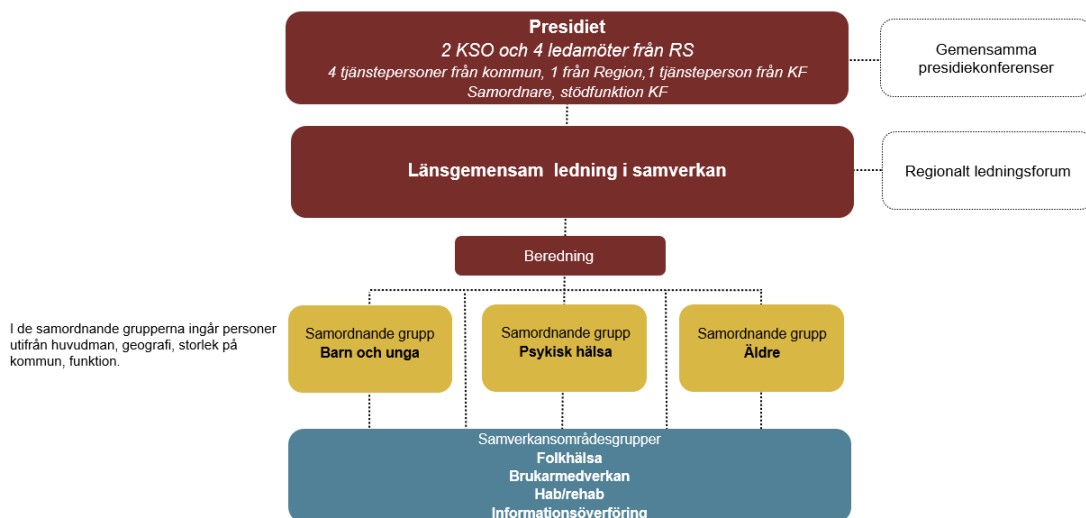 Presidiet
2 KSO och 4 ledamöter från RS
4 tjänstepersoner från kommun, 1 från Region,1 tjänsteperson från KF
Samordnare, stödfunktion KF
Gemensamma
presidiekonferenser
Länsgemensam ledning i samverkan
Regionalt ledningsforum
Beredning
I de samordnande grupperna ingår personer
utifrån huvudman, geografi, storlek på
kommun, funktion.
Samordnande grupp
Barn och unga
Samordnande grupp
Psykisk hälsa
Samordnande grupp
Äldre
Samverkansområdesgrupper
Folkhälsa
Brukarmedverkan
Hab/rehab
Informationsöverföring